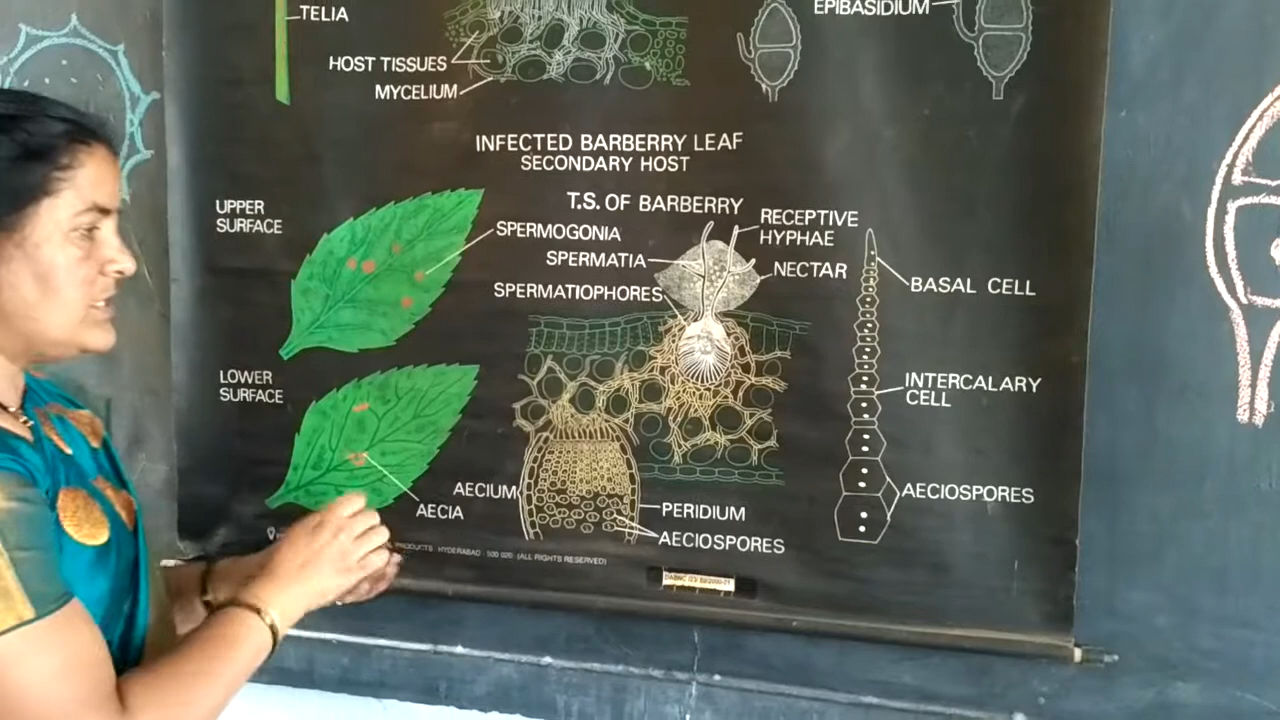 TELIA
HOST TISSUES
MYCELIUM
EPIBASIDIUM
INFECTED BARBERRY LEAF
SECONDARY HOST
T.S. OF BARBERRY
UPPER
SURFACE
SPERMOGONIA
SPERMATIA
SPERMATIOPHORES
RECEPTIVE
HYPHAE
NECTAR
BASAL CELL
LOWER
SURFACE
INTERCALARY
CELL
AECIA
AECIUM
PERIDIUM
AECIOSPORES
AECIOSPORES
PRODUCTS HYDERABAD - 500 020 (ALL RIGHTS RESERVED)